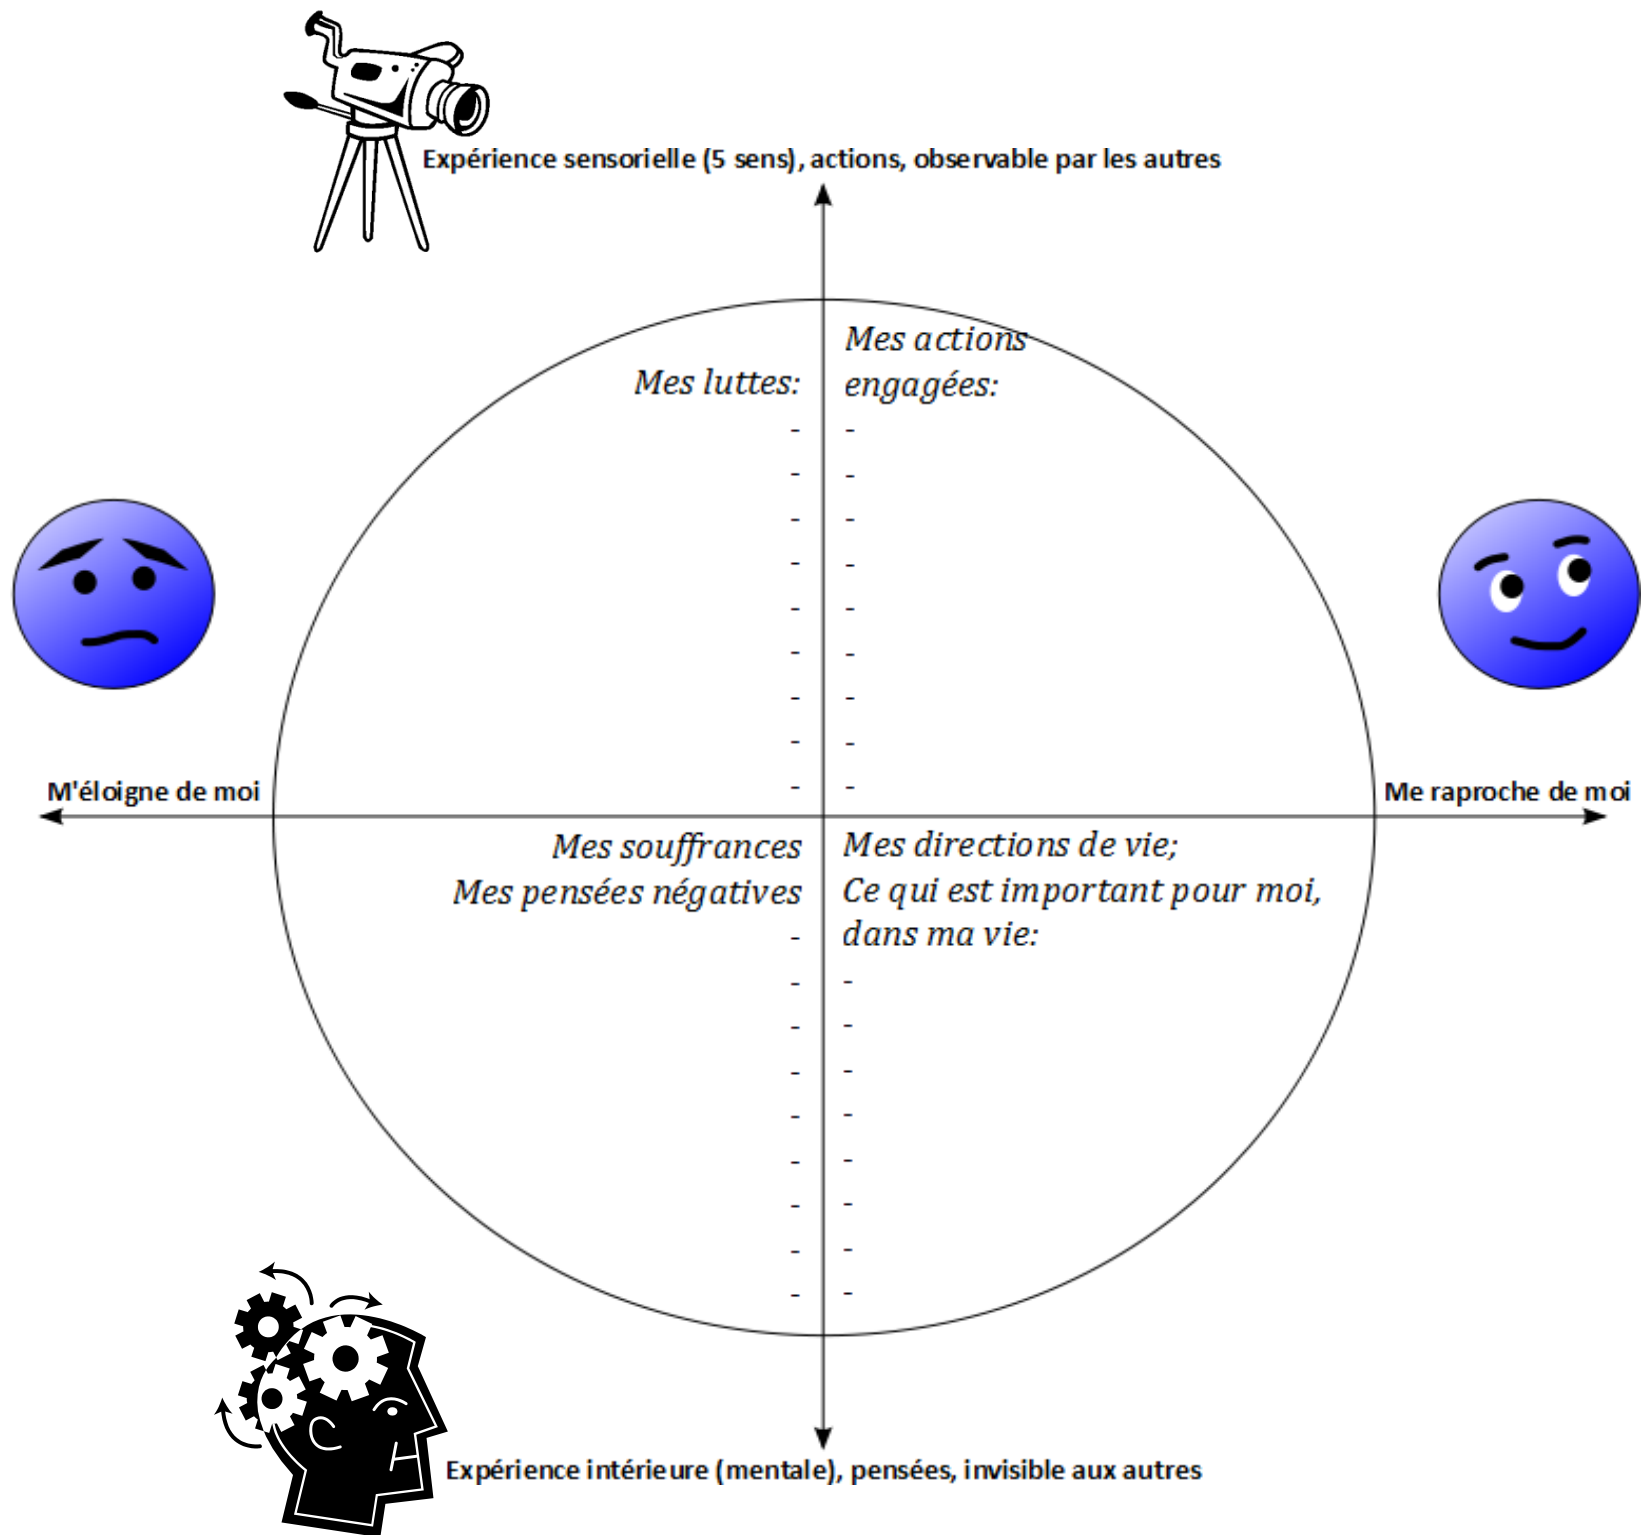 Expérience sensorielle (5 sens), actions, observable par les autres
Mes luttes:
-
-
-
-
-
-
-
-
-
Mes actions
engagées:
-
-
-
-
-
-
-
-
-
M'éloigne de moi
Me raproche de moi
Mes souffrances
Mes pensées négatives
-
-
-
-
-
-
-
-
-
Mes directions de vie;
Ce qui est important pour moi,
dans ma vie:
-
-
-
-
-
-
-
-
Expérience intérieure (mentale), pensées, invisible aux autres